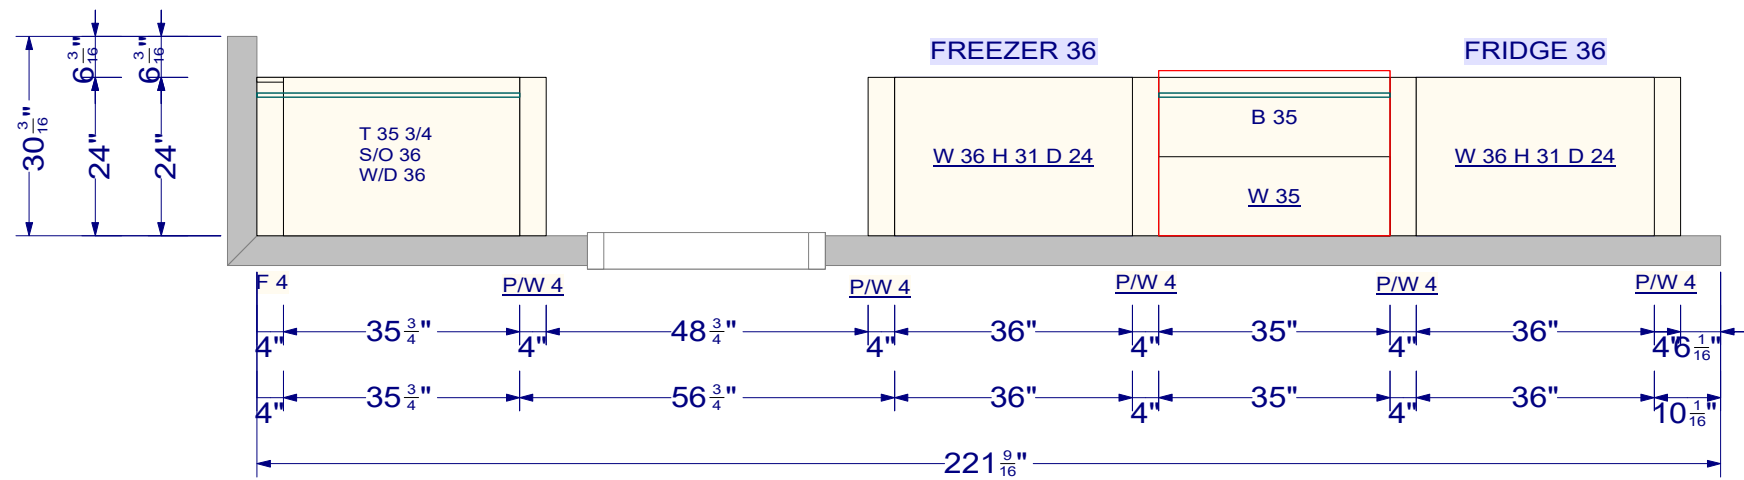 FREEZER 36
FRIDGE 36
6 3/16"
6 3/16"
30 3/16"
24"
24"
T 35 3/4
S/O 36
W/D 36
W 36 H 31 D 24
B 35
W 35
W 36 H 31 D 24
F 4
P/W 4
P/W 4
P/W 4
P/W 4
P/W 4
4"
35 3/4"
4"
48 3/4"
4"
36"
4"
35"
4"
36"
4"
6 1/16"
4"
35 3/4"
56 3/4"
36"
4"
35"
4"
36"
10 1/16"
221 9/16"